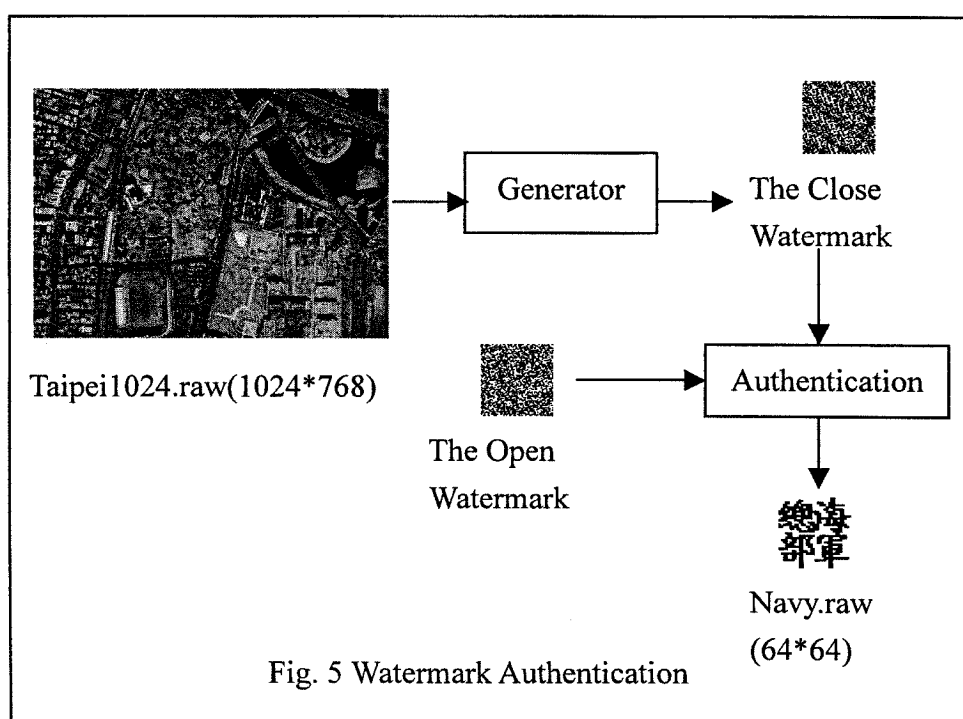 Generator
The Close
Watermark
Taipei1024.raw(1024*768)
Authentication
The Open
Watermark
總海
部軍
Navy.raw
(64*64)
Fig. 5 Watermark Authentication